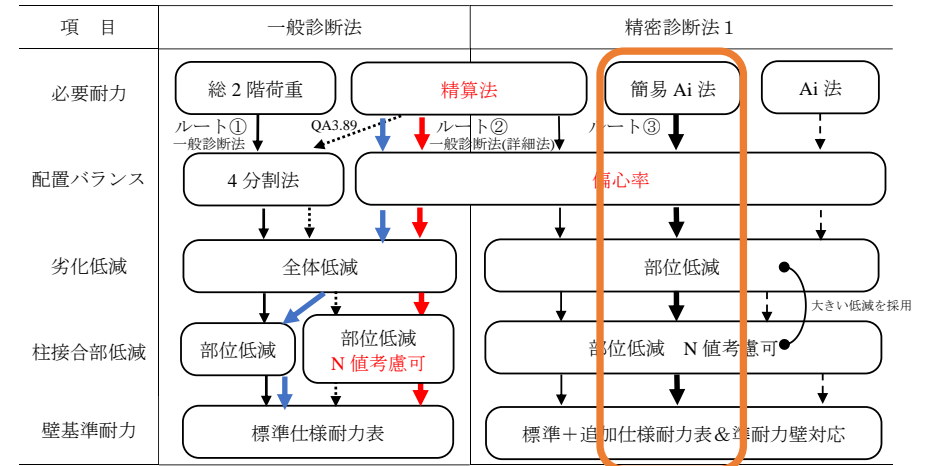 項　目
一般診断法
精密診断法１
必要耐力
総２階荷重
精算法
簡易 Ai 法
Ai 法
ルート①
QA3.89
ルート②
ルート③
一般診断法
一般診断法(詳細法)
配置バランス
４分割法
偏心率
劣化低減
全体低減
部位低減
大きい低減を採用
柱接合部低減
部位低減
部位低減
N 値考慮可
部位低減　N 値考慮可
壁基準耐力
標準仕様耐力表
標準＋追加仕様耐力表＆準耐力壁対応